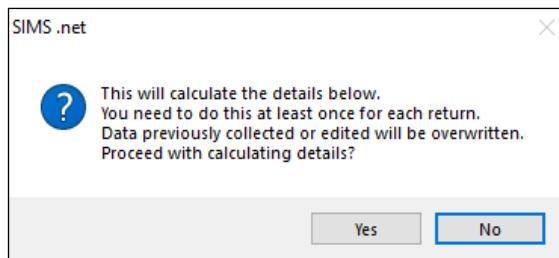 SIMS .net
This will calculate the details below.
You need to do this at least once for each return.
Data previously collected or edited will be overwritten.
Proceed with calculating details?
Yes
No